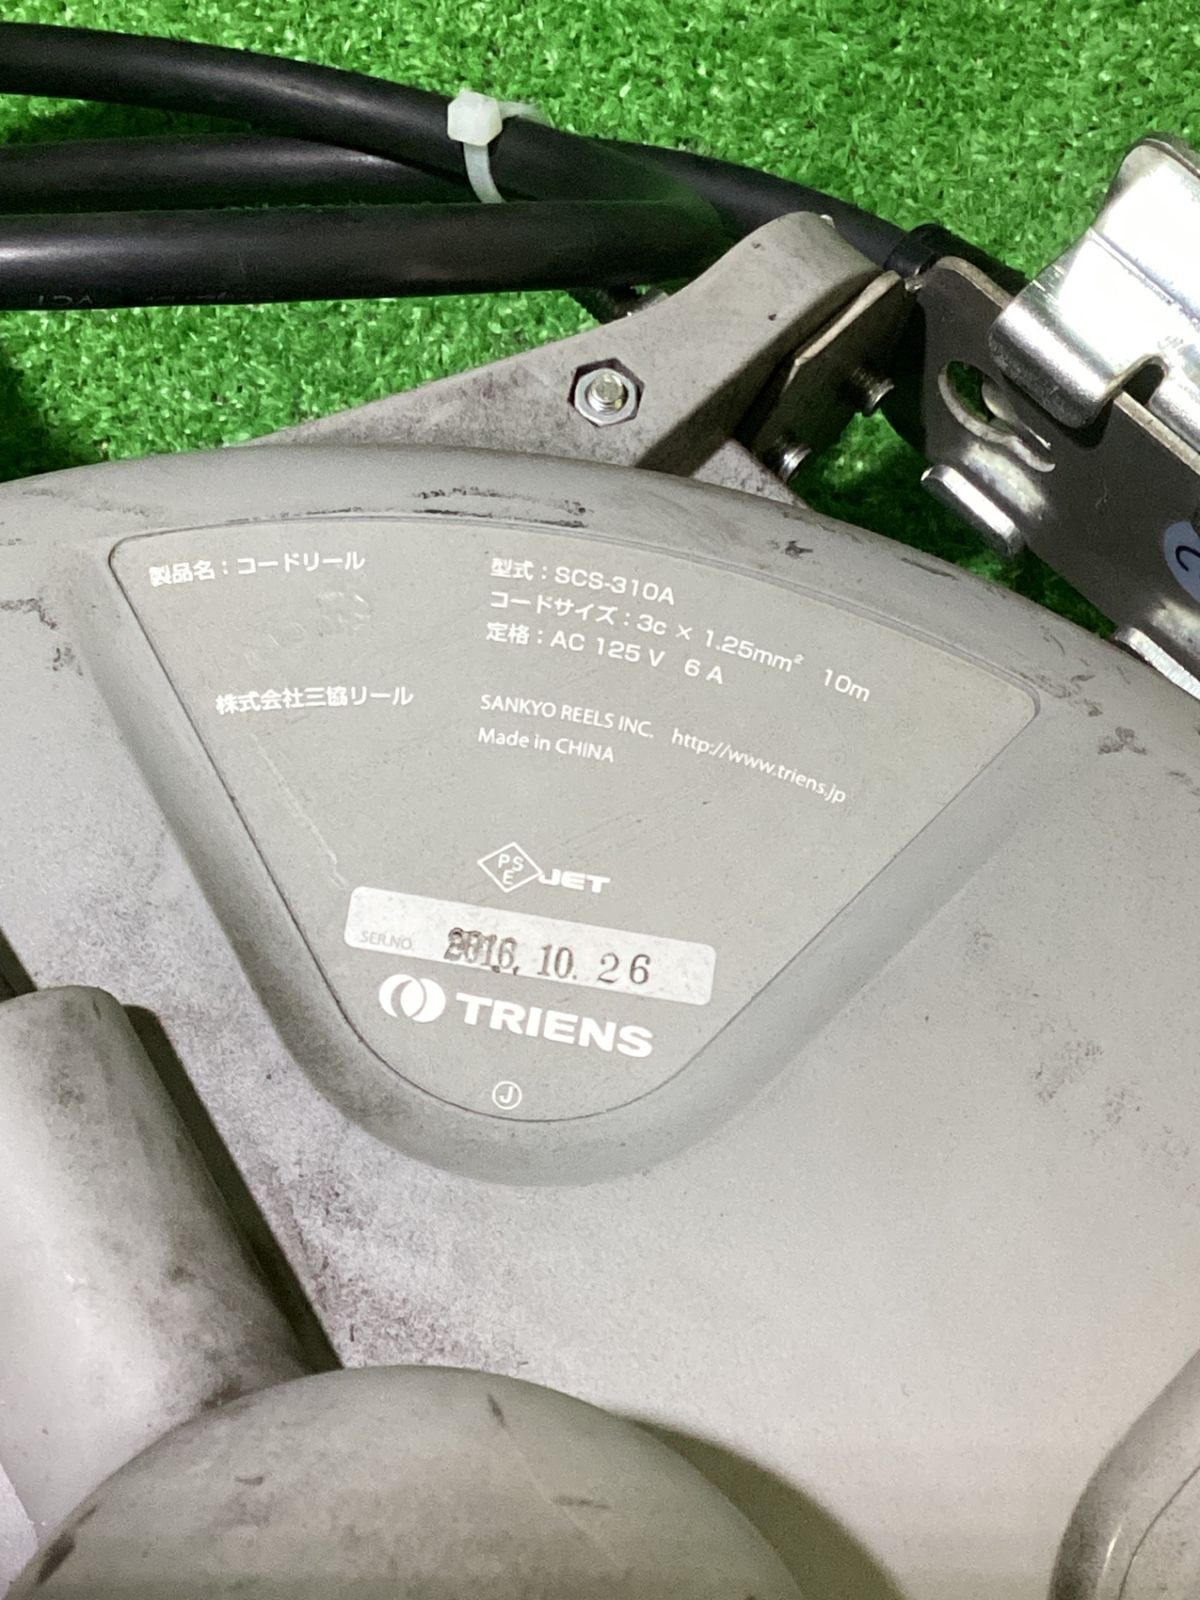 製品名：コードリール
型式：SCS-310A
コードサイズ：3c × 1.25mm² 10m
定格：AC 125 V 6 A
株式会社三協リール
SANKYO REELS INC. http://www.triens.jp
Made in CHINA
PSE JET
SER.NO. 2016. 10. 26
TRIENS
J